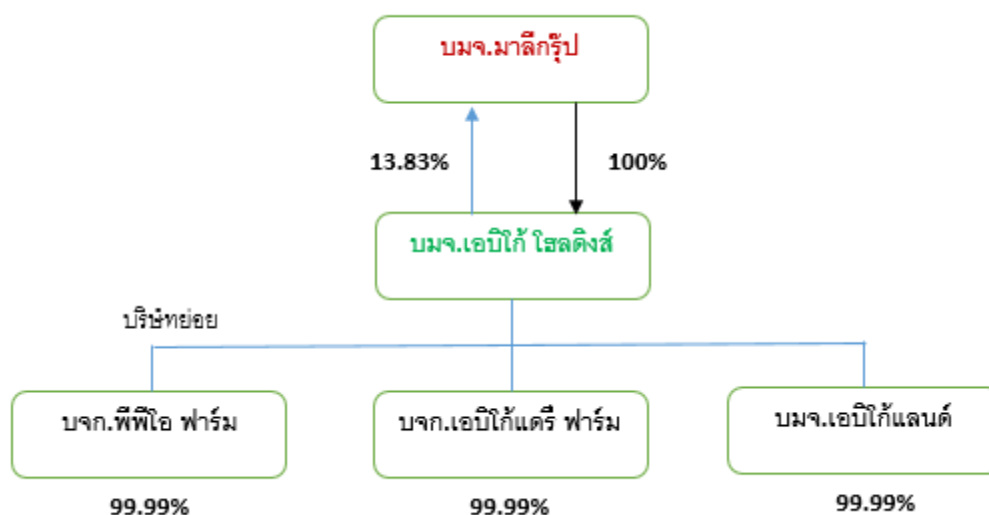 บมจ.มาลีกรุ๊ป
13.83%
100%
บมจ.เอบิโก้ โฮลดิงส์
บริษัทย่อย
บจก.พีพีโอ ฟาร์ม
บจก.เอบิโก้แดรี ฟาร์ม
บมจ.เอบิโก้แลนด์
99.99%
99.99%
99.99%